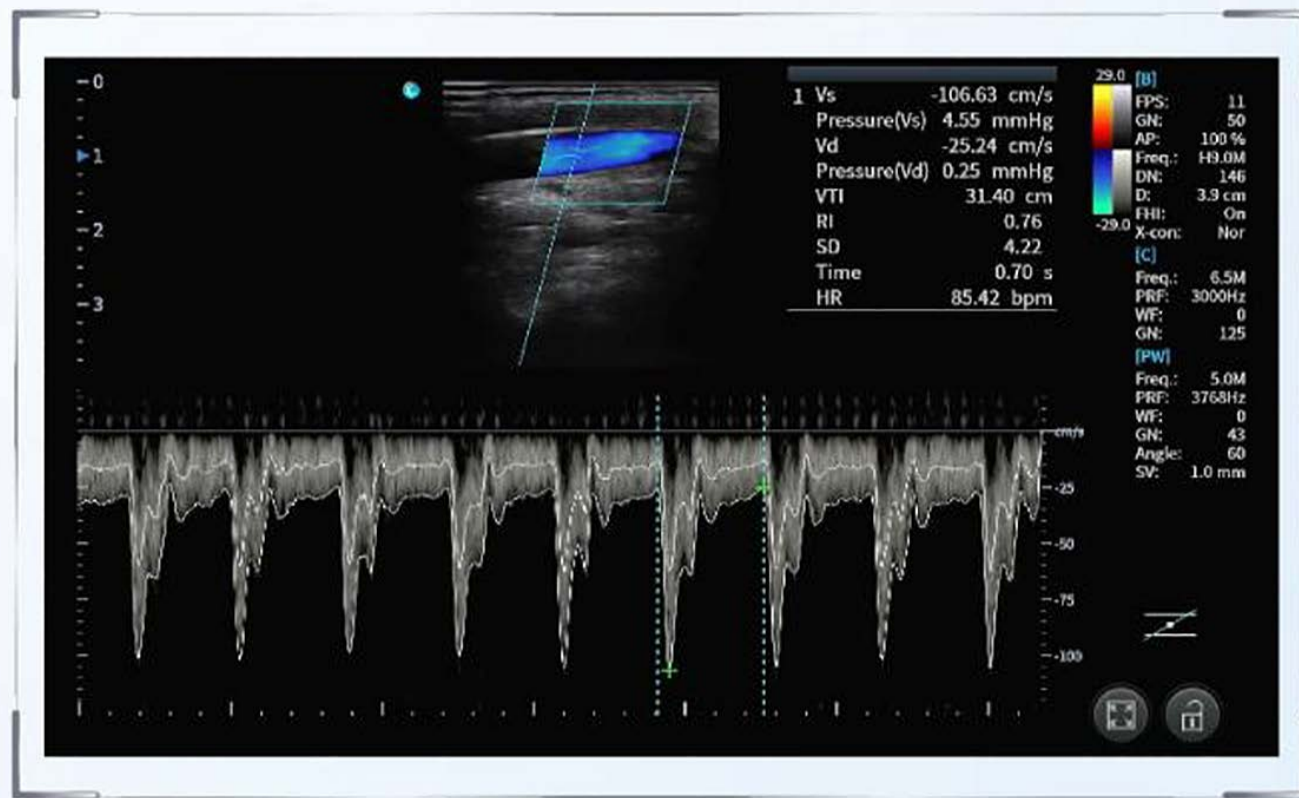 0
1
2
3
C
1 Vs -106.63 cm/s
Pressure(Vs) 4.55 mmHg
Vd -25.24 cm/s
Pressure(Vd) 0.25 mmHg
VTI 31.40 cm
RI 0.76
SD 4.22
Time 0.70 s
HR 85.42 bpm
29.0
-29.0
[B]
FPS: 11
GN: 50
AP: 100 %
Freq.: H9.0M
DN: 146
D: 3.9 cm
FHI: On
X-con: Nor
[C]
Freq.: 6.5M
PRF: 3000Hz
WF: 0
GN: 125
[PW]
Freq.: 5.0M
PRF: 3768Hz
WF: 0
GN: 43
Angle: 60
SV: 1.0 mm
cm/s
-25
-50
-75
-100